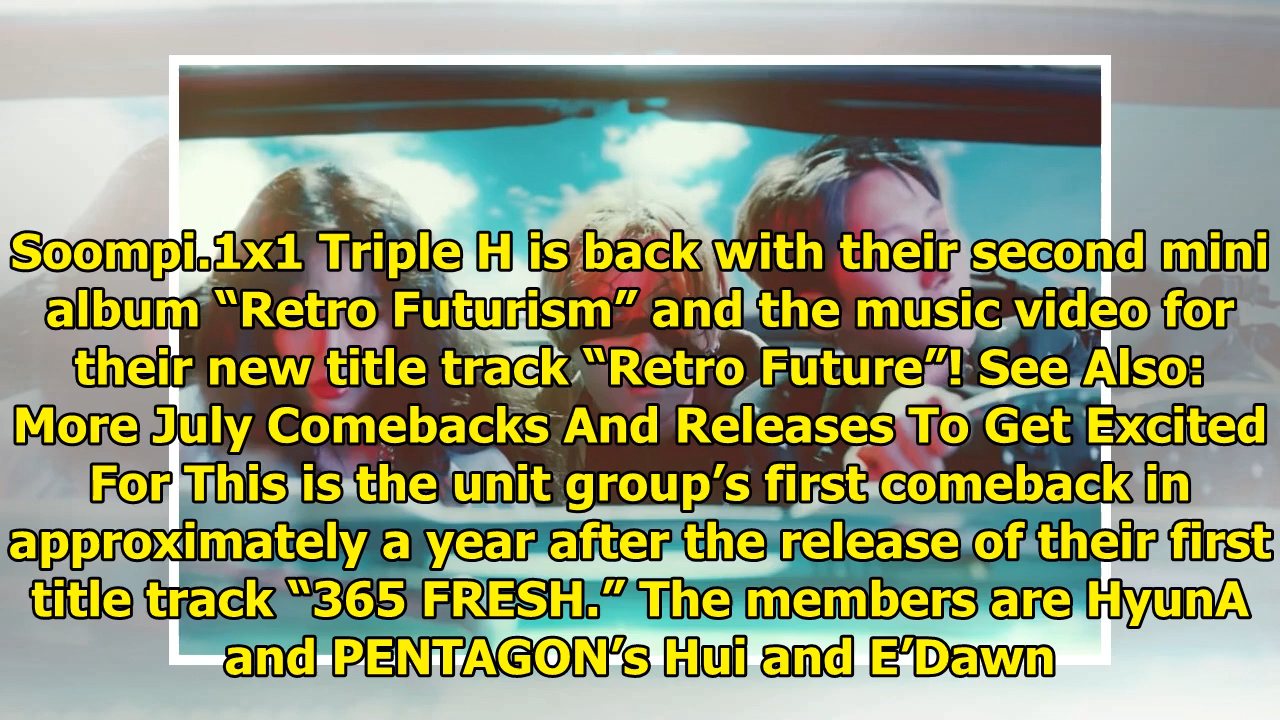 Soompi.1x1 Triple H is back with their second mini
album “Retro Futurism” and the music video for
their new title track “Retro Future”! See Also:
More July Comebacks And Releases To Get Excited
For This is the unit group’s first comeback in
approximately a year after the release of their first
title track “365 FRESH.” The members are HyunA
and PENTAGON’s Hui and E’Dawn